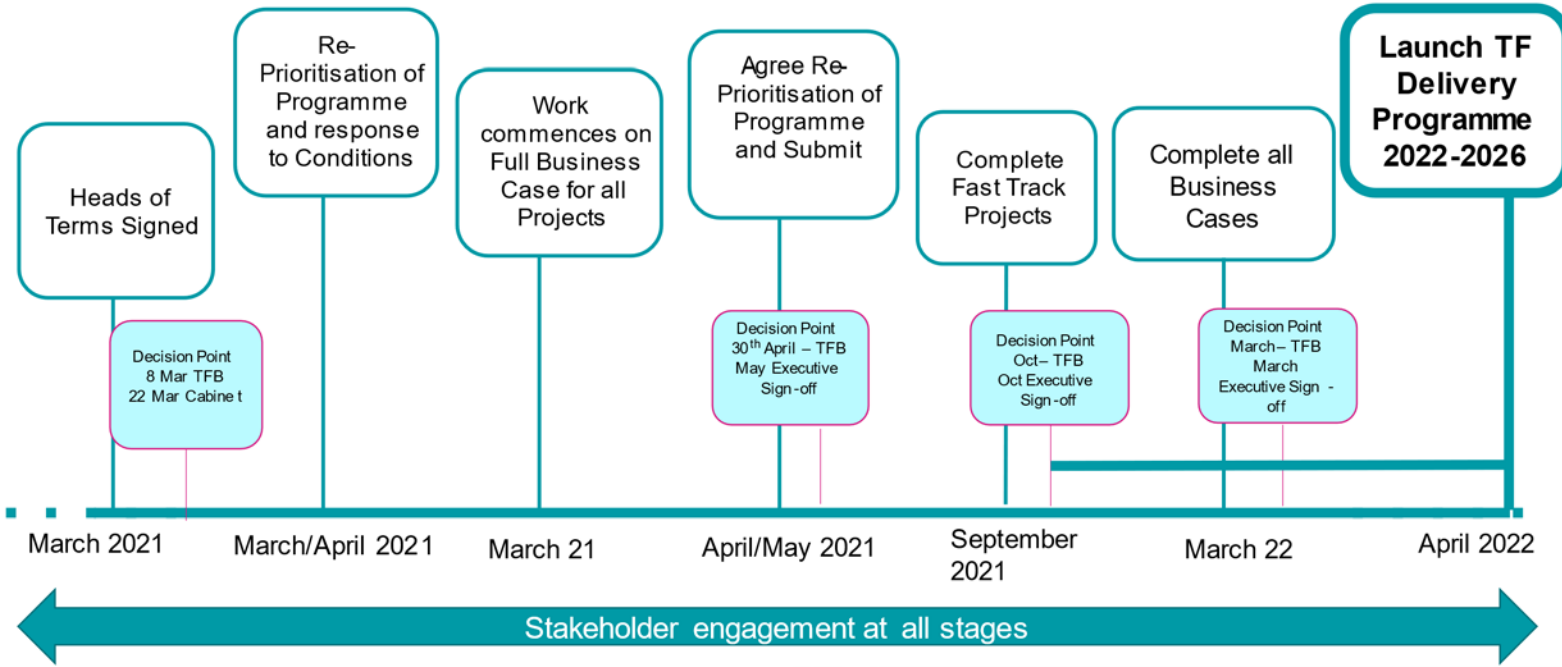 Heads of
Terms Signed
Re-
Prioritisation of
Programme
and response
to Conditions
Work
commences on
Full Business
Case for all
Projects
Agree Re-
Prioritisation of
Programme
and Submit
Complete
Fast Track
Projects
Complete all
Business
Cases
Launch TF
Delivery
Programme
2022-2026
Decision Point
8 Mar TFB
22 Mar Cabinet
Decision Point
30th April – TFB
May Executive
Sign-off
Decision Point
Oct– TFB
Oct Executive
Sign-off
Decision Point
March– TFB
March
Executive Sign -
off
March 2021
March/April 2021
March 21
April/May 2021
September
2021
March 22
April 2022
Stakeholder engagement at all stages